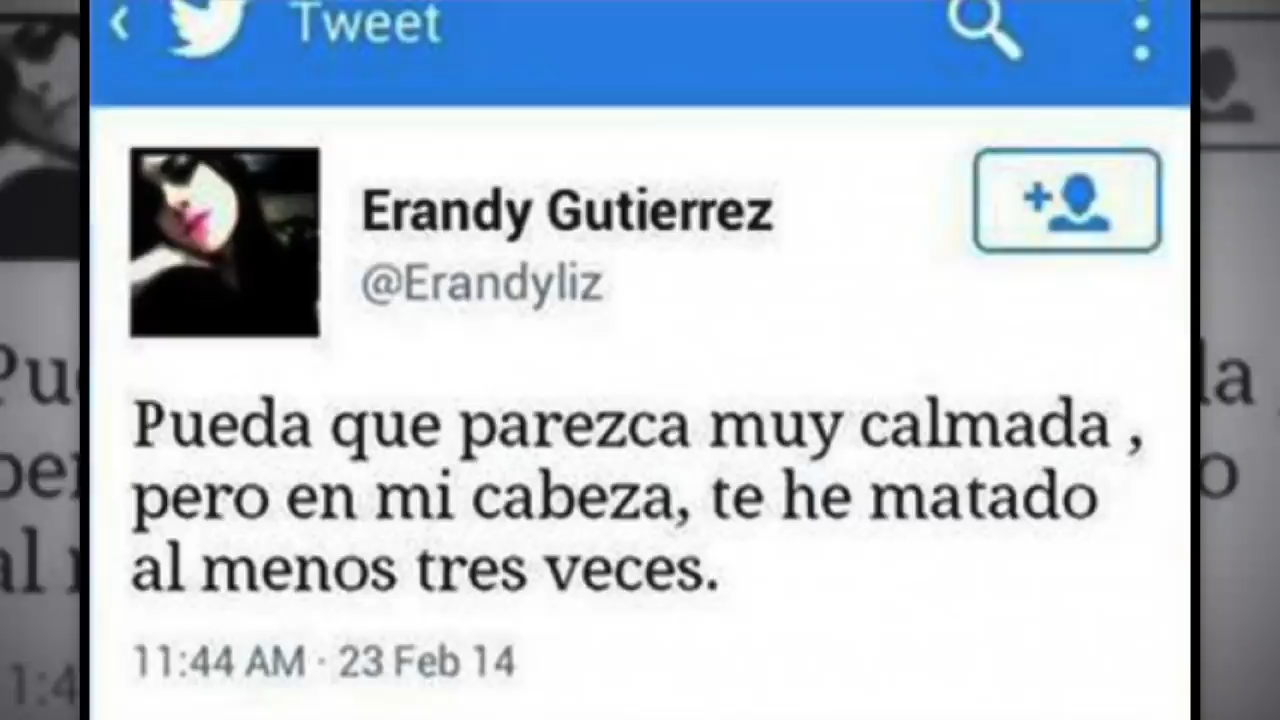 Tweet
Erandy Gutierrez
@Erandyliz
Pueda que parezca muy calmada ,
pero en mi cabeza, te he matado
al menos tres veces.
11:44 AM · 23 Feb 14